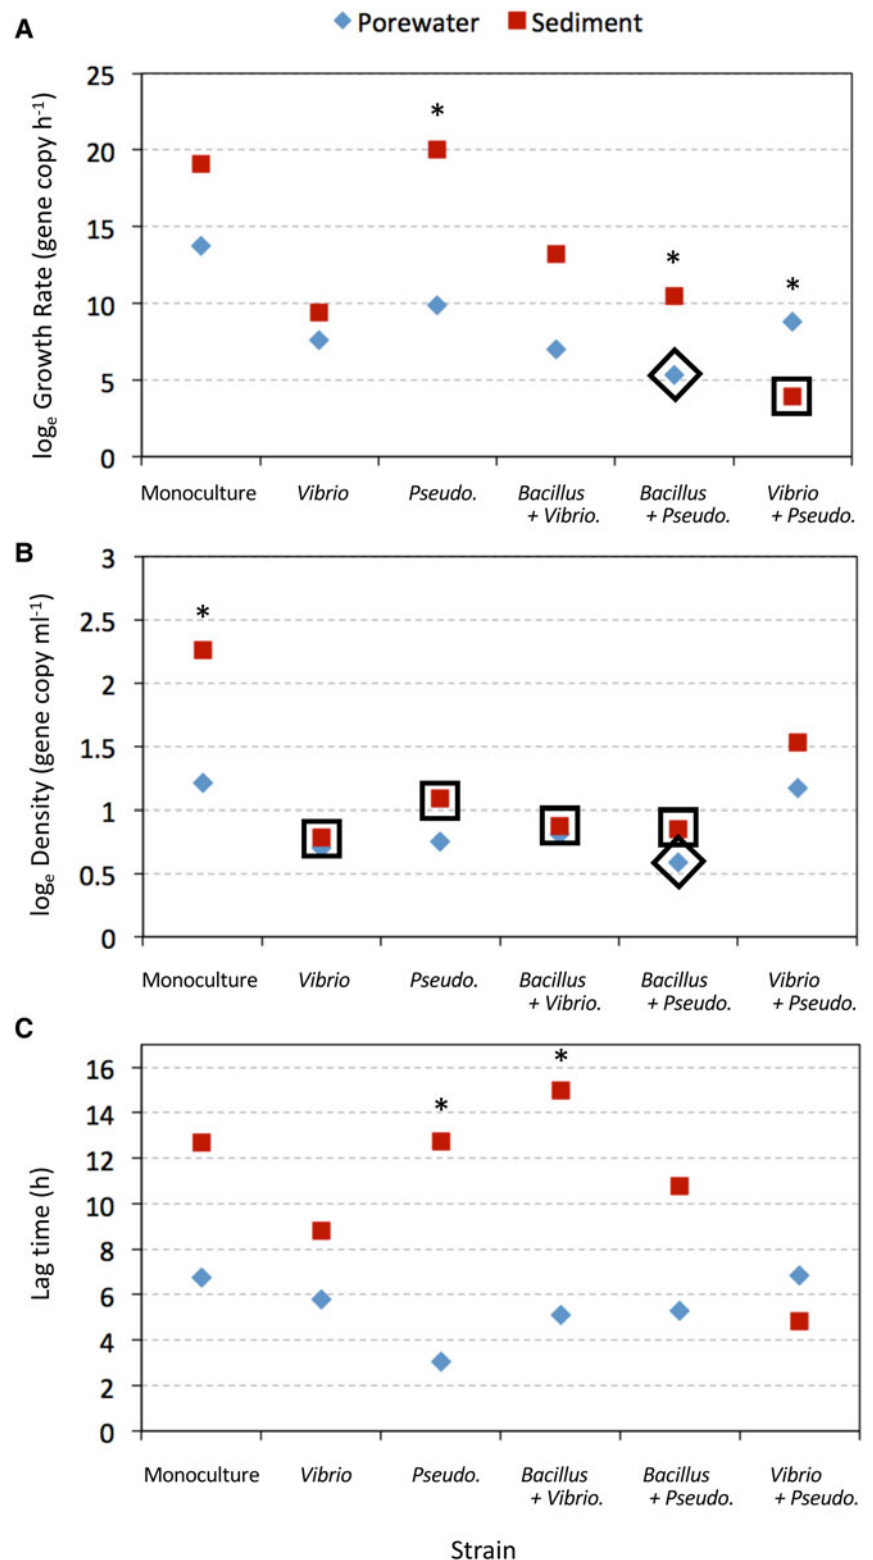 A
Porewater Sediment
logₑ Growth Rate (gene copy h⁻¹)
25
20
15
10
5
0
*
*
*
Monoculture Vibrio Pseudo. Bacillus Bacillus Vibrio
+ Vibrio. + Pseudo. + Pseudo.
B
logₑ Density (gene copy ml⁻¹)
3
2.5
2
1.5
1
0.5
0
*
Monoculture Vibrio Pseudo. Bacillus Bacillus Vibrio
+ Vibrio. + Pseudo. + Pseudo.
C
Lag time (h)
16
14
12
10
8
6
4
2
0
*
*
Monoculture Vibrio Pseudo. Bacillus Bacillus Vibrio
+ Vibrio. + Pseudo. + Pseudo.
Strain